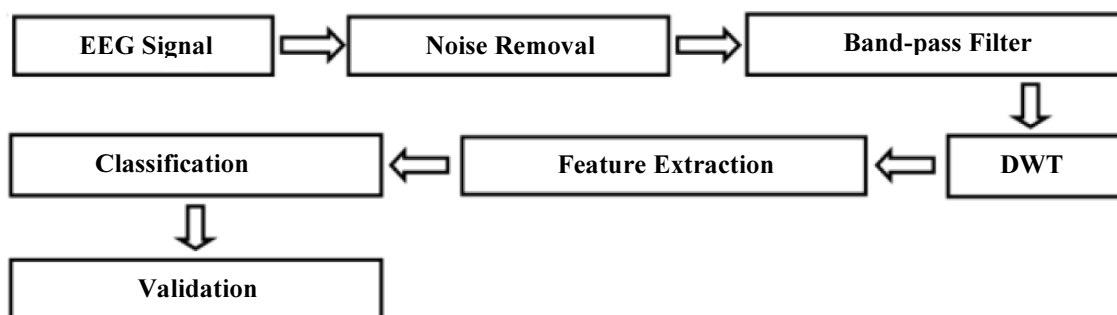 EEG Signal
Noise Removal
Band-pass Filter
DWT
Feature Extraction
Classification
Validation